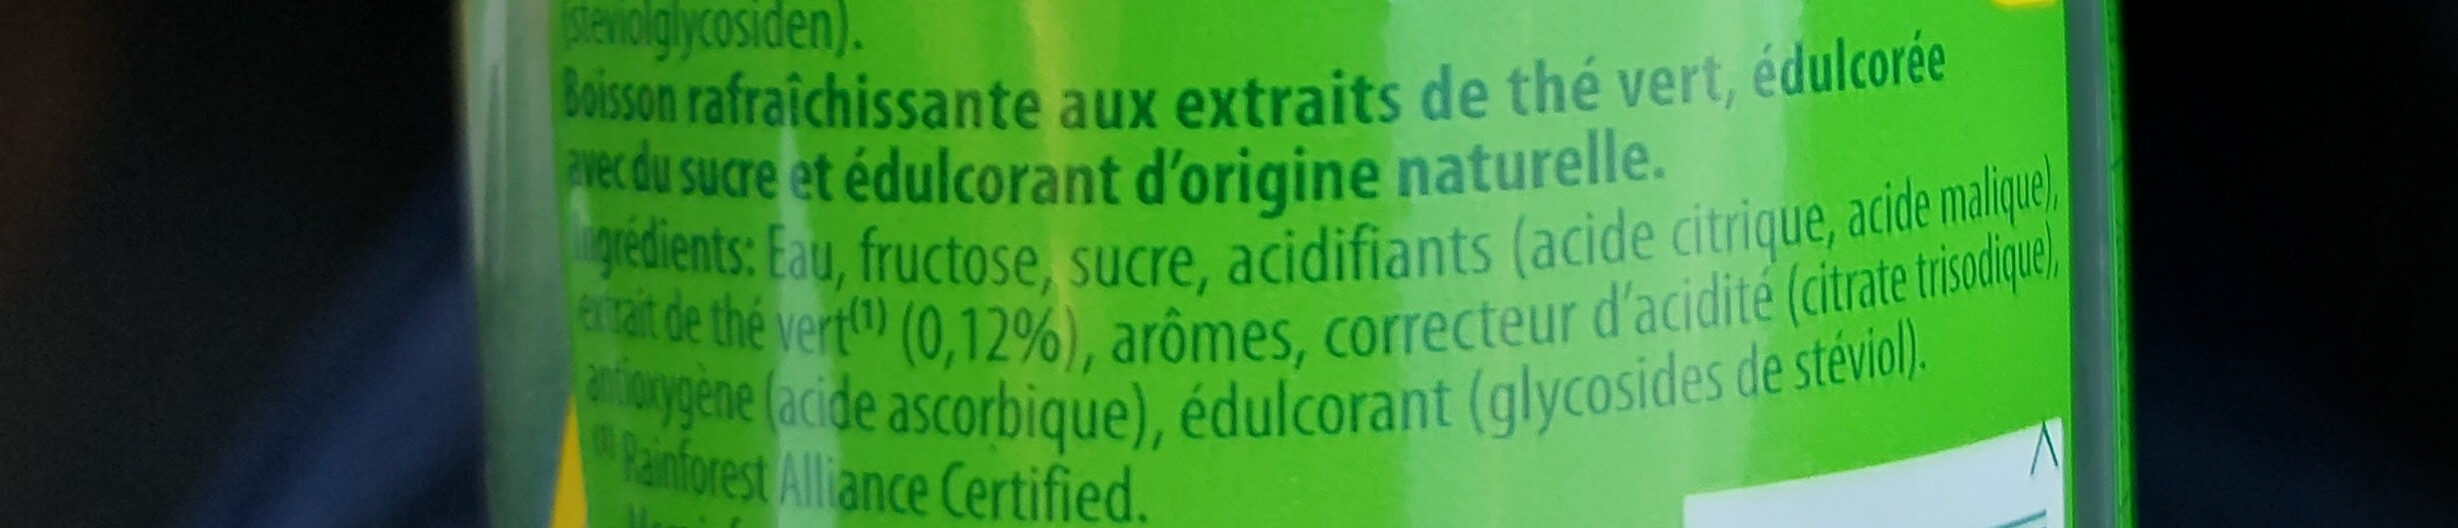 (steviolglycosiden).
Boisson rafraîchissante aux extraits de thé vert, édulcorée
avec du sucre et édulcorant d'origine naturelle.
Ingrédients: Eau, fructose, sucre, acidifiants (acide citrique, acide malique),
extrait de thé vert(1) (0,12%), arômes, correcteur d'acidité (citrate trisodique),
antioxygène (acide ascorbique), édulcorant (glycosides de stéviol).
(1) Rainforest Alliance Certified.